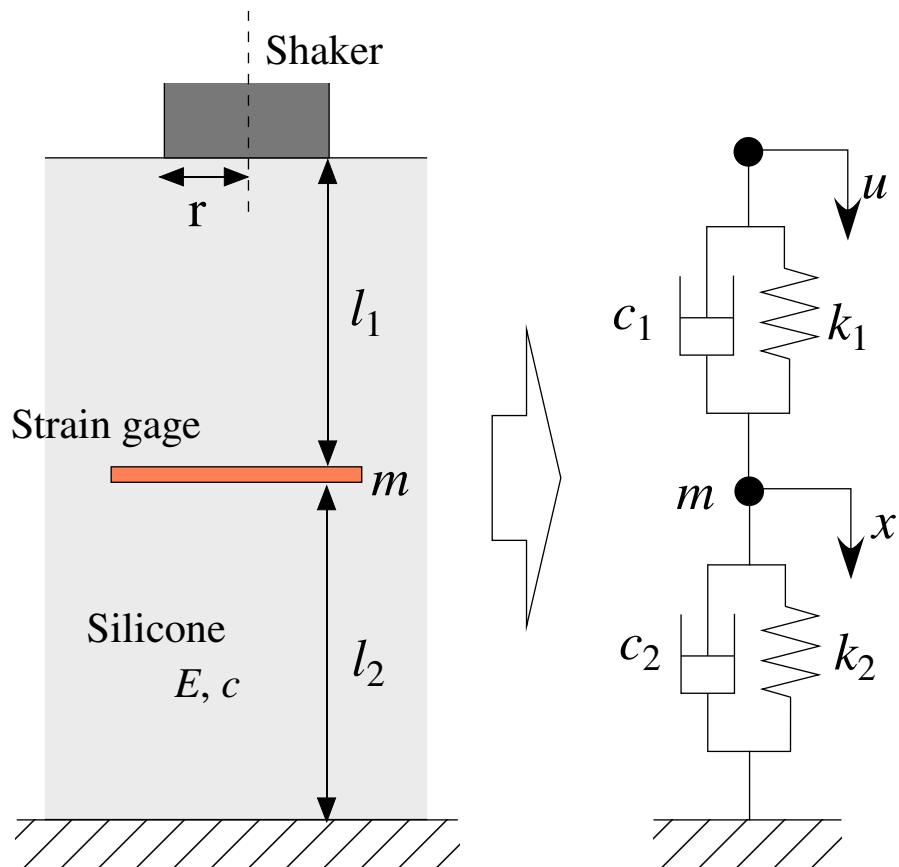 Shaker
r
l1
Strain gage
m
Silicone
E, c
l2
u
c1
k1
m
x
c2
k2